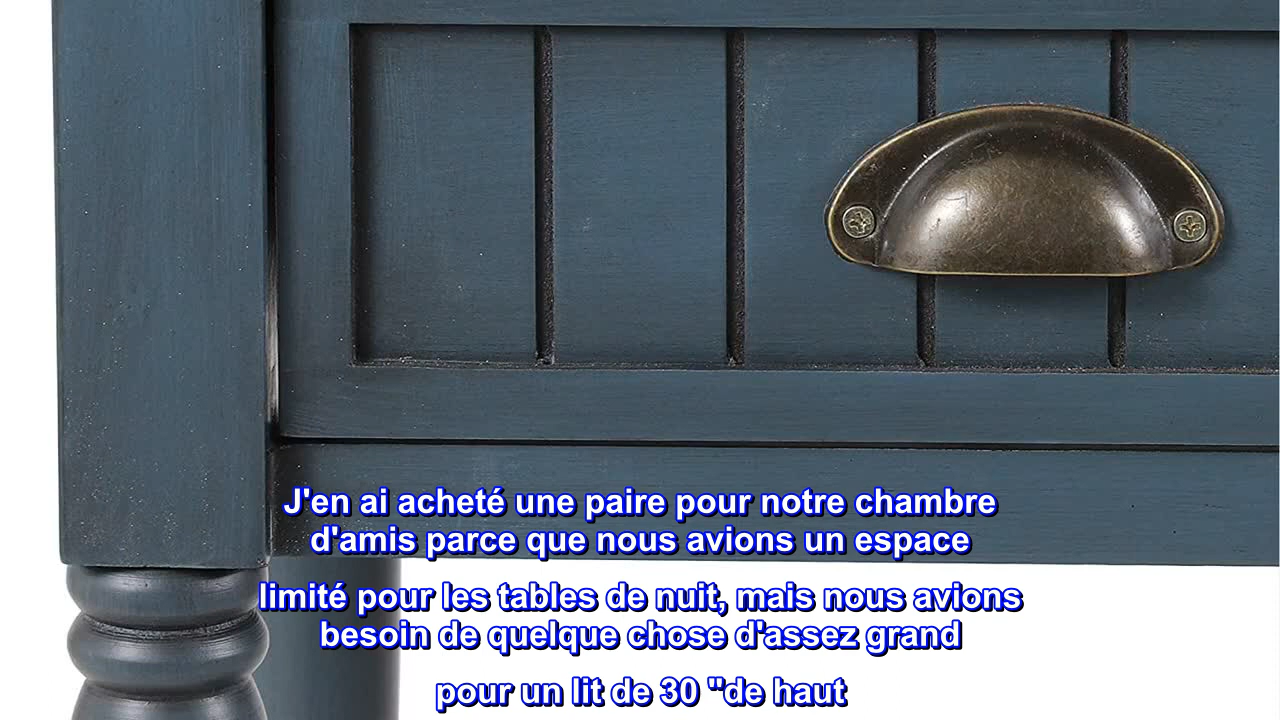 J'en ai acheté une paire pour notre chambre
d'amis parce que nous avions un espace
limité pour les tables de nuit, mais nous avions
besoin de quelque chose d'assez grand
pour un lit de 30 "de haut